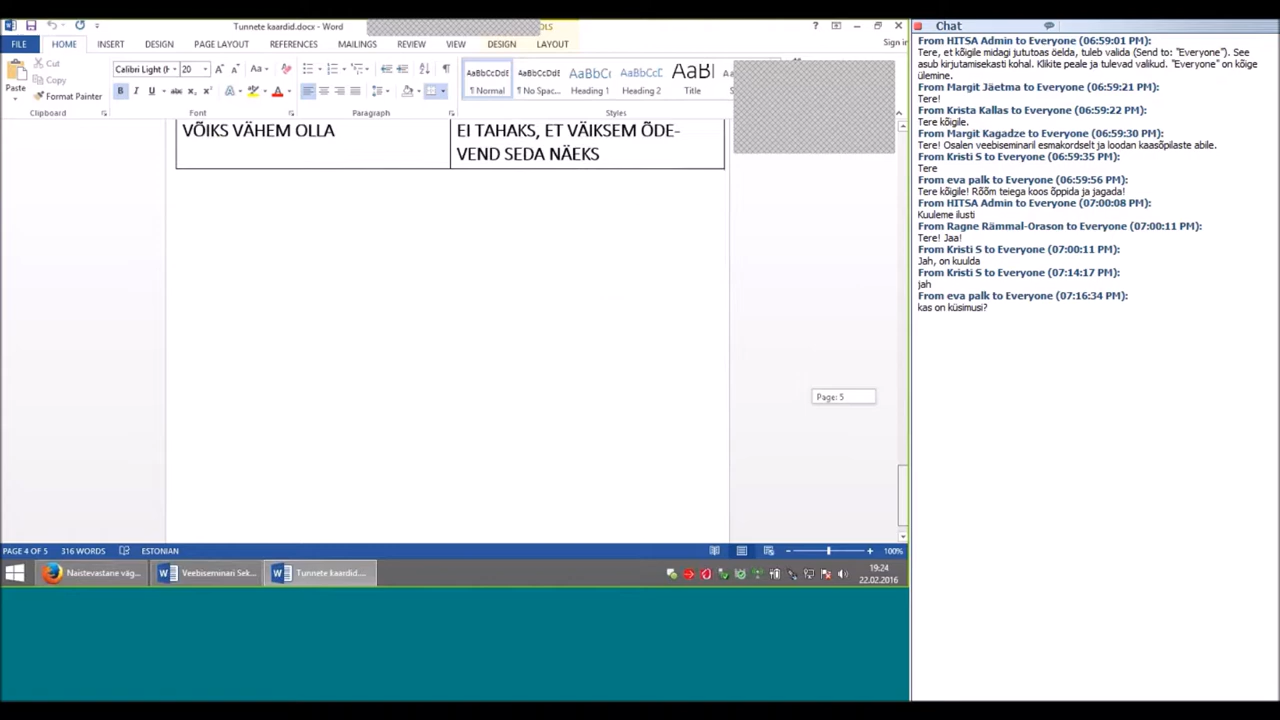 Tunnete kaardid.docx - Word
OLS
?
FILE HOME INSERT DESIGN PAGE LAYOUT REFERENCES MAILINGS REVIEW VIEW DESIGN LAYOUT Sign in
Paste
Cut
Copy
Format Painter
Clipboard
Calibri Light (H 20
Font
Paragraph
AaBbCcDdE AaBbCcDdE AaBbCc AaBbCcD AaBl
¶ Normal ¶ No Spac... Heading 1 Heading 2 Title
Styles
VÕIKS VÄHEM OLLA
EI TAHAKS, ET VÄIKSEM ÕDE-
VEND SEDA NÄEKS
Page: 5
PAGE 4 OF 5 316 WORDS ESTONIAN 100%
Naistevastane väg... Veebiseminari Sek... Tunnete kaardid....
19:24
22.02.2016
Chat
From HITSA Admin to Everyone (06:59:01 PM):
Tere, et kõigile midagi jututoas öelda, tuleb valida (Send to: "Everyone"). See
asub kirjutamisekasti kohal. Klikite peale ja tulevad valikud. "Everyone" on kõige
ülemine.
From Margit Jäetma to Everyone (06:59:21 PM):
Tere!
From Krista Kallas to Everyone (06:59:22 PM):
Tere kõigile.
From Margit Kagadze to Everyone (06:59:30 PM):
Tere! Osalen veebiseminaril esmakordselt ja loodan kaasõpilaste abile.
From Kristi S to Everyone (06:59:35 PM):
Tere
From eva palk to Everyone (06:59:56 PM):
Tere kõigile! Rõõm teiega koos õppida ja jagada!
From HITSA Admin to Everyone (07:00:08 PM):
Kuuleme ilusti
From Ragne Rämmal-Orason to Everyone (07:00:11 PM):
Tere! Jaa!
From Kristi S to Everyone (07:00:11 PM):
Jah, on kuulda
From Kristi S to Everyone (07:14:17 PM):
jah
From eva palk to Everyone (07:16:34 PM):
kas on küsimusi?